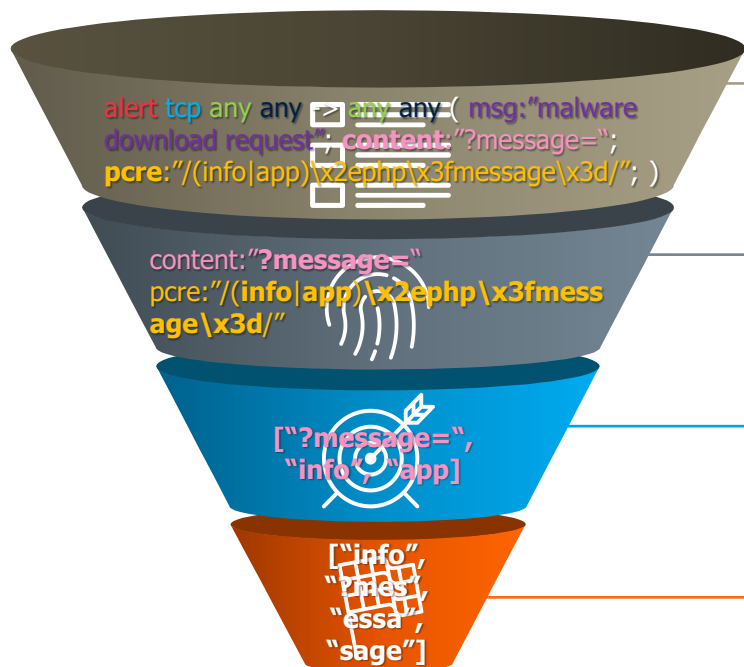 alert tcp any any -> any any ( msg:”malware
download request”; content:”?message=“;
pcre:”/(info|app)\x2ephp\x3fmessage\x3d/”; )
content:”?message=“
pcre:”/(info|app)\x2ephp\x3fmess
age\x3d/”
[“?message=“,
“info”, “app]
[“info”,
“?mes”,
“essa”,
“sage”]